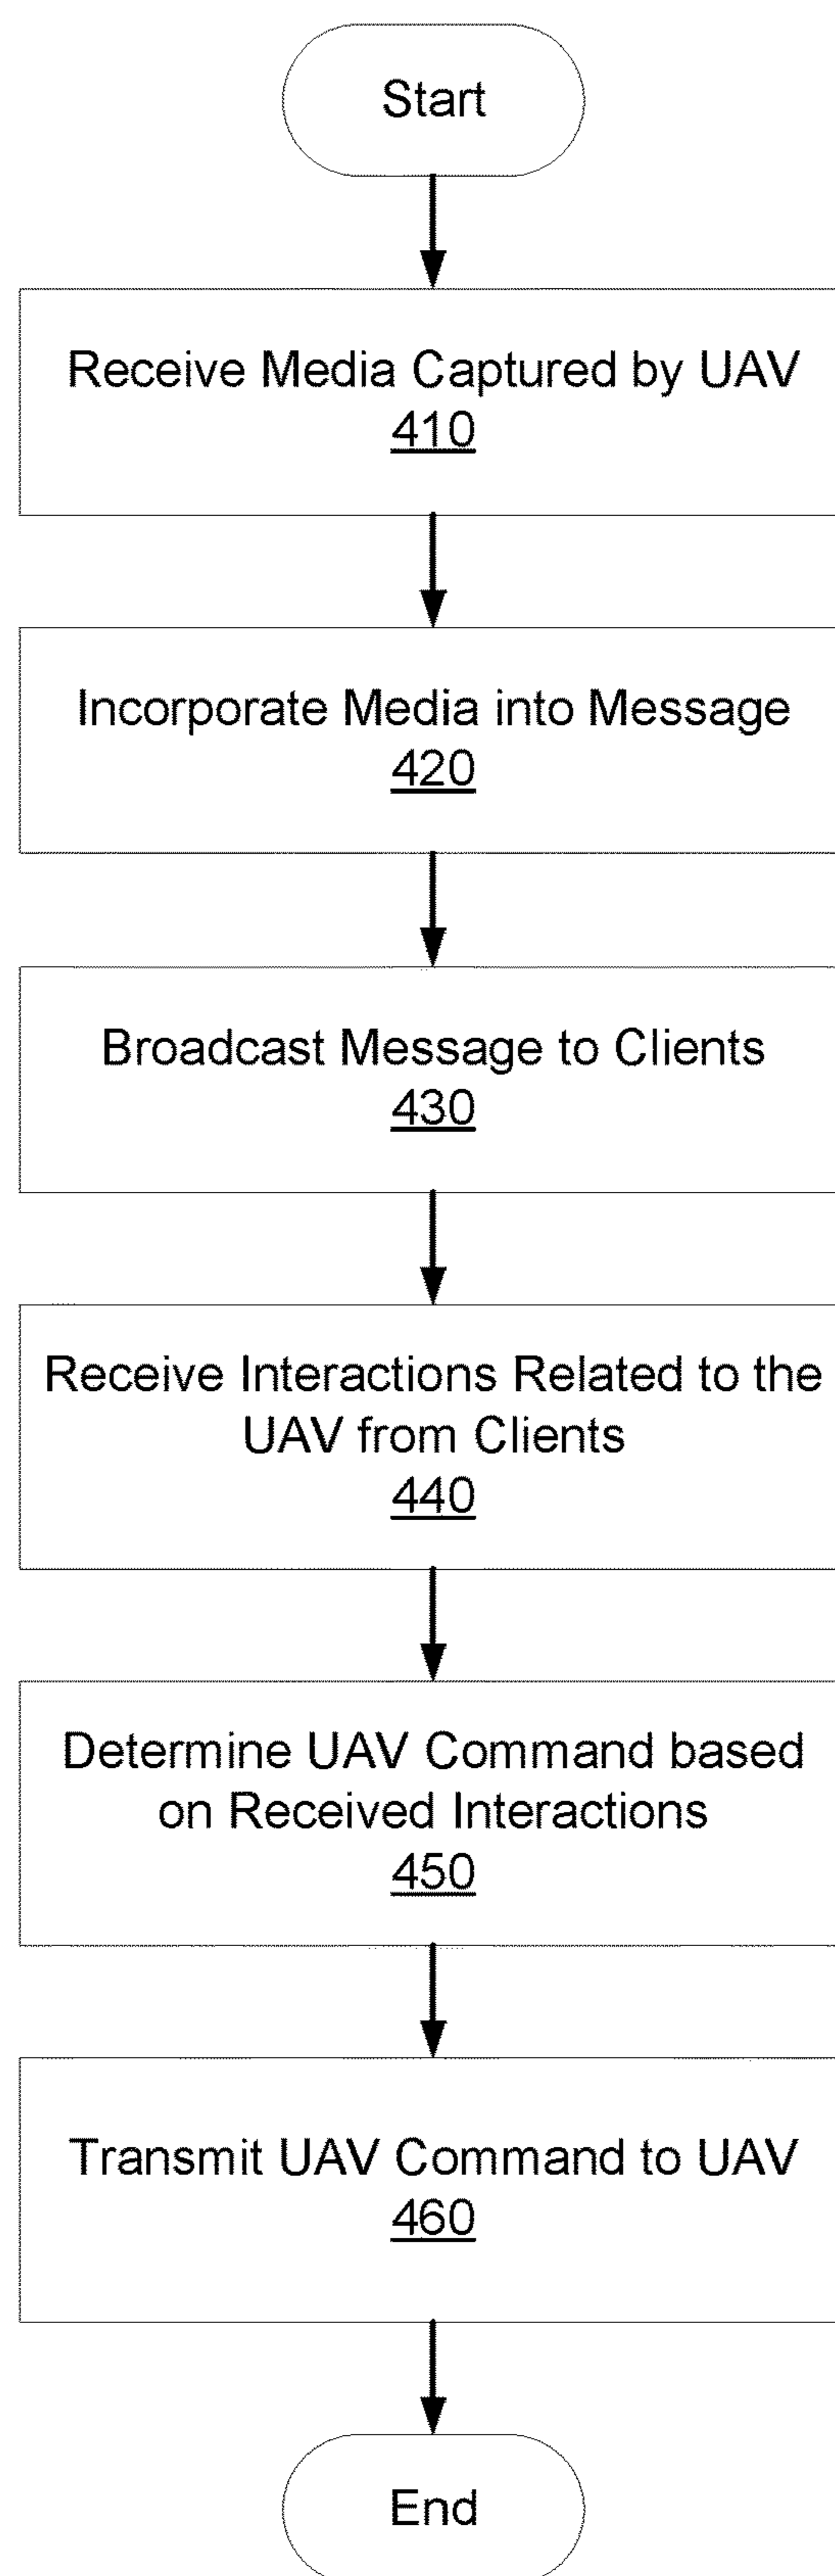 Start
Receive Media Captured by UAV
410
Incorporate Media into Message
420
Broadcast Message to Clients
430
Receive Interactions Related to the
UAV from Clients
440
Determine UAV Command based
on Received Interactions
450
Transmit UAV Command to UAV
460
End